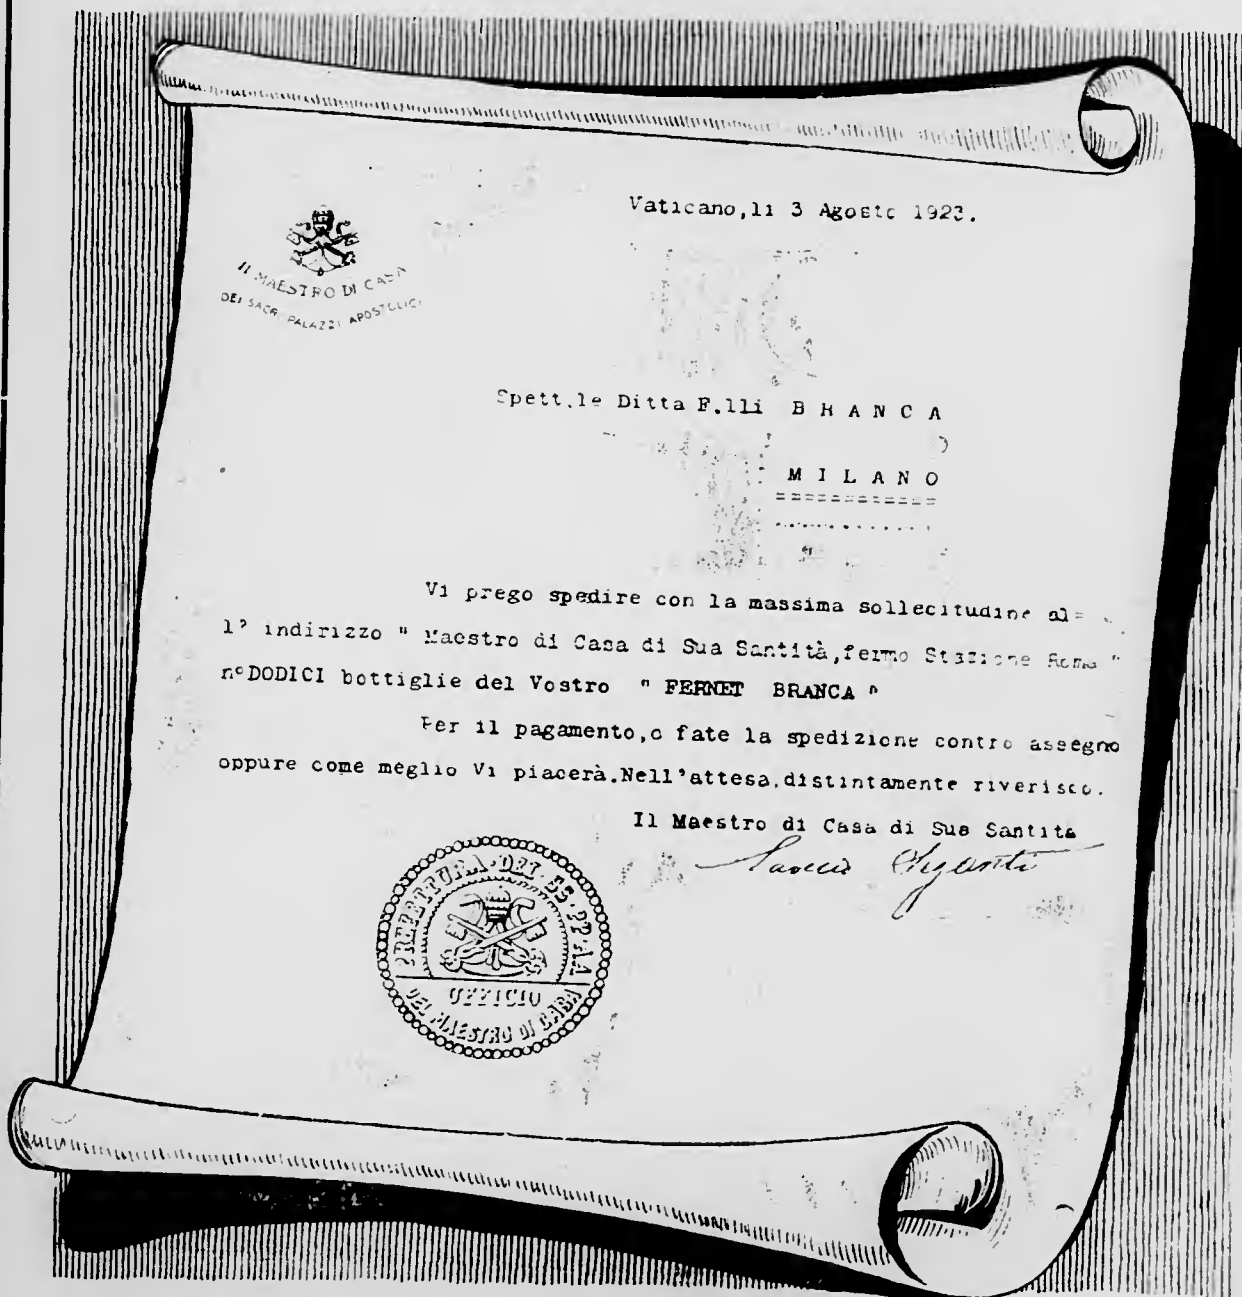 Vaticano,li 3 Agosto 1923.
IL MAESTRO DI CASA
DEI SACRI PALAZZI APOSTOLICI
Spett.le Ditta F.lli B R A N C A
M I L A N O
============
Vi prego spedire con la massima sollecitudine al=
l' indirizzo " Maestro di Casa di Sua Santità,fermo Stazione Roma "
n°DODICI bottiglie del Vostro " FERNET BRANCA "
Per il pagamento,o fate la spedizione contro assegno
oppure come meglio Vi piacerà.Nell'attesa,distintamente riverisco.
Il Maestro di Casa di Sua Santità
PREFETTURA·DEI·SS·PP·AA
UFFICIO
DEL MAESTRO DI CASA